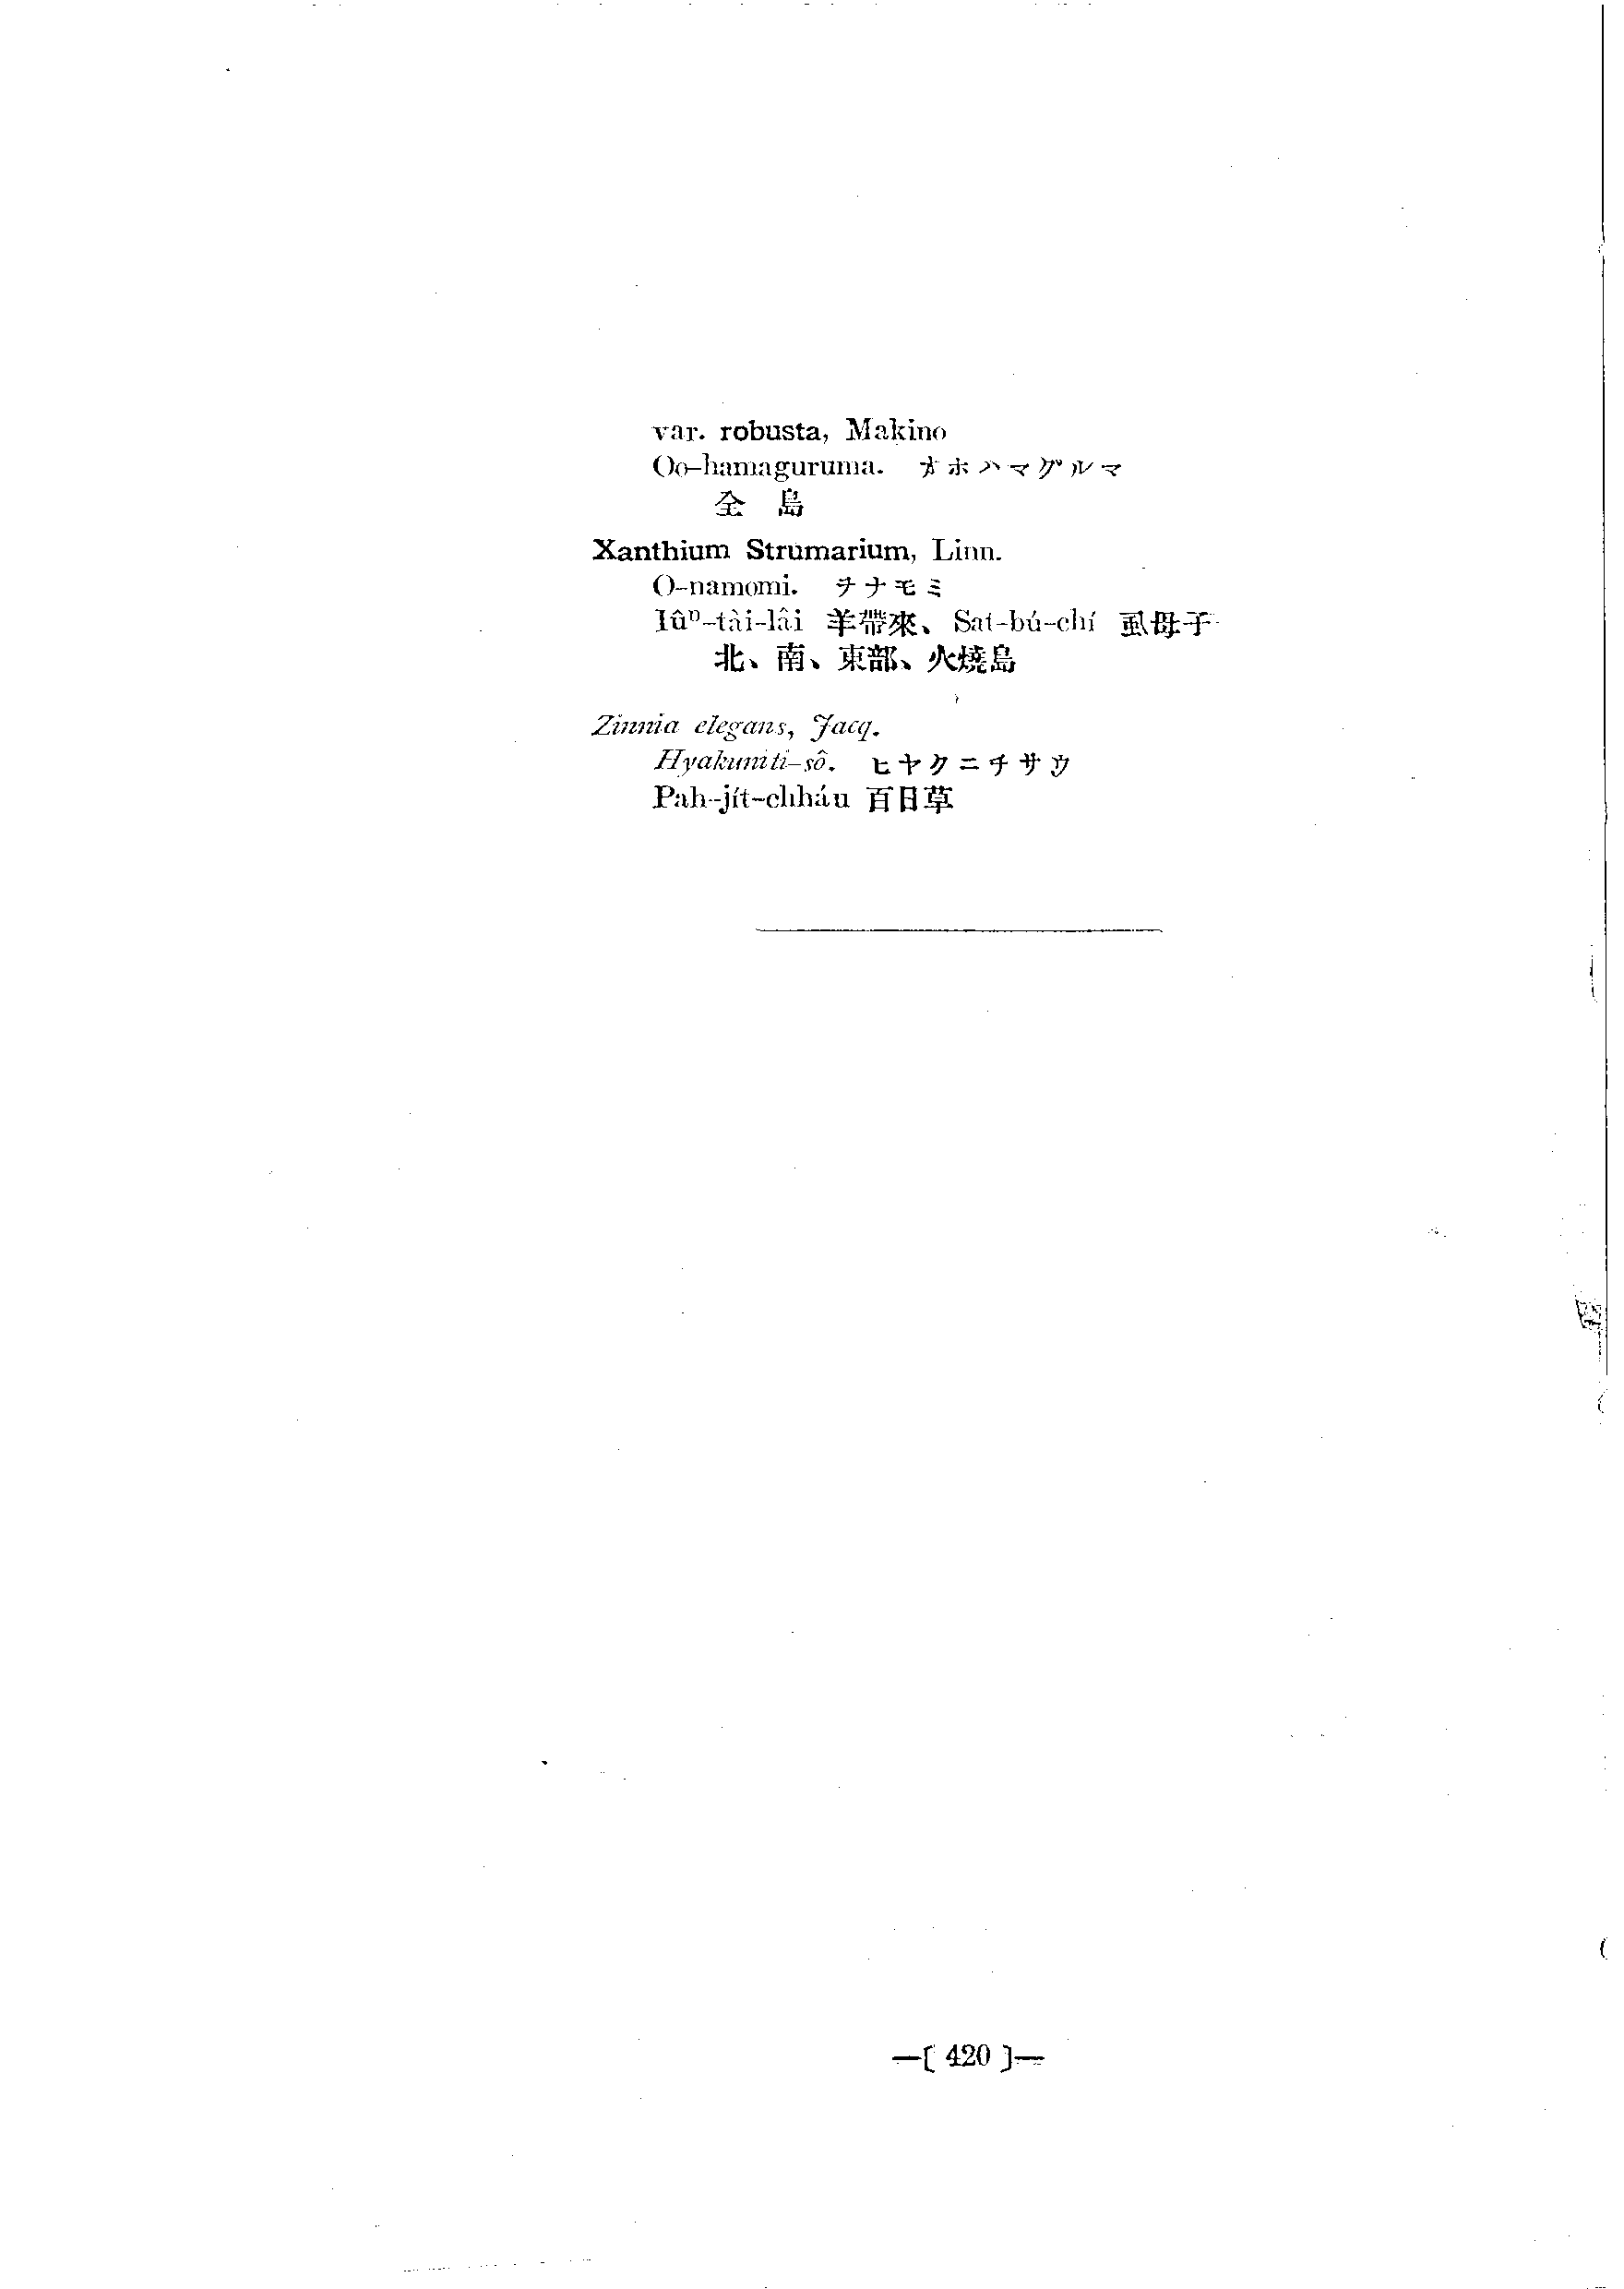 var. robusta, Makino
Oo-hamaguruma. オホハマグルマ
全 島
Xanthium Strumarium, Linn.
O-namomi. ヲナモミ
Iûⁿ-tài-lâi 羊帶來、Sat-bú-chí 虱母子
北、南、東部、火燒島
Zinnia elegans, Jacq.
Hyakuniti-sô. ヒヤクニチサウ
Pah-jit-chháu 百日草
—[ 420 ]—